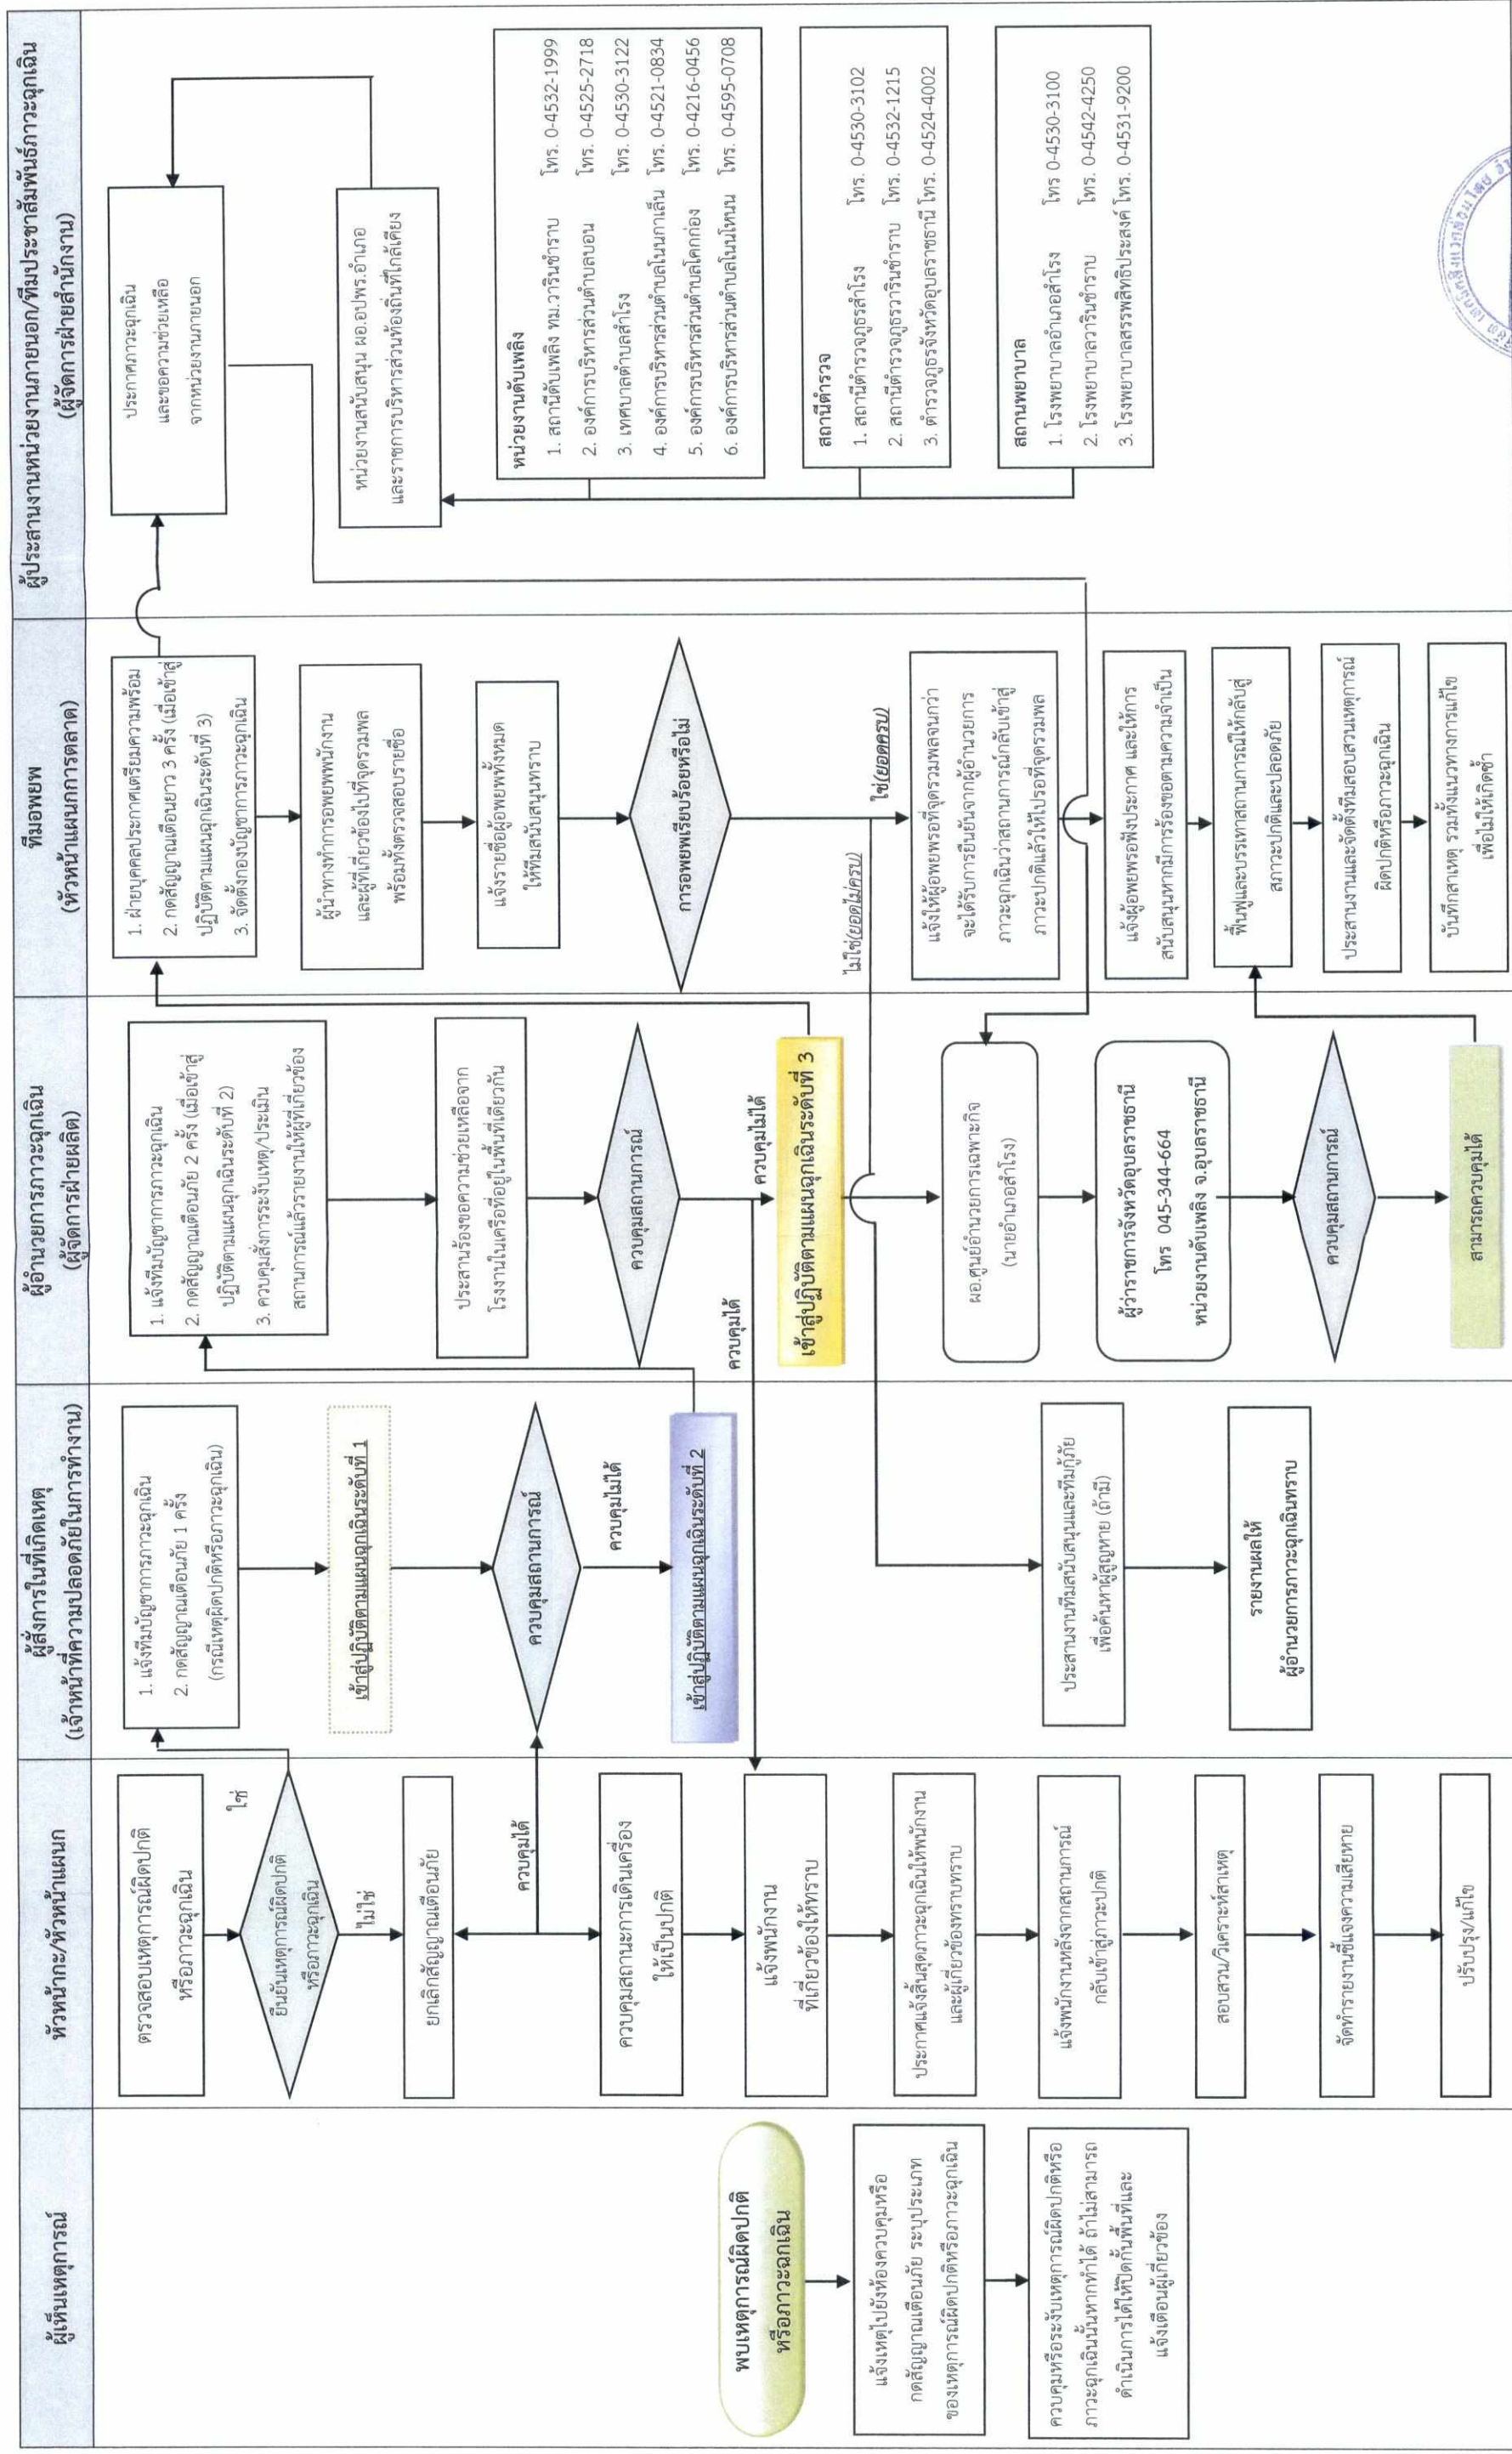 ผู้เห็นเหตุการณ์
หัวหน้ากะ/หัวหน้าแผนก
ผู้สั่งการในที่เกิดเหตุ
(เจ้าหน้าที่ความปลอดภัยในการทำงาน)
ผู้อำนวยการภาวะฉุกเฉิน
(ผู้จัดการฝ่ายผลิต)
ทีมอพยพ
(หัวหน้าแผนกการตลาด)
ผู้ประสานงานหน่วยงานภายนอก/ทีมประชาสัมพันธ์ภาวะฉุกเฉิน
(ผู้จัดการฝ่ายสำนักงาน)
พบเหตุการณ์ผิดปกติ
หรือภาวะฉุกเฉิน
แจ้งเหตุไปยังห้องควบคุมหรือ
กดสัญญาณเตือนภัย ระบุประเภท
ของเหตุการณ์ผิดปกติหรือภาวะฉุกเฉิน
ควบคุมหรือระงับเหตุการณ์ผิดปกติหรือ
ภาวะฉุกเฉินนั้นหากทำได้ ถ้าไม่สามารถ
ดำเนินการได้ให้ปิดกั้นพื้นที่และ
แจ้งเตือนผู้เกี่ยวข้อง
ตรวจสอบเหตุการณ์ผิดปกติ
หรือภาวะฉุกเฉิน
ยืนยันเหตุการณ์ผิดปกติ
หรือภาวะฉุกเฉิน
ใช่
ไม่ใช่
ยกเลิกสัญญาณเตือนภัย
ควบคุมได้
ควบคุมสถานะการเดินเครื่อง
ให้เป็นปกติ
แจ้งพนักงาน
ที่เกี่ยวข้องให้ทราบ
ประกาศแจ้งสิ้นสุดภาวะฉุกเฉินให้พนักงาน
และผู้เกี่ยวข้องทราบทราบ
แจ้งพนักงานหลังจากสถานการณ์
กลับเข้าสู่ภาวะปกติ
สอบสวน/วิเคราะห์สาเหตุ
จัดทำรายงานชี้แจงความเสียหาย
ปรับปรุง/แก้ไข
1. แจ้งทีมบัญชาการภาวะฉุกเฉิน
2. กดสัญญาณเตือนภัย 1 ครั้ง
(กรณีเหตุผิดปกติหรือภาวะฉุกเฉิน)
เข้าสู่ปฏิบัติตามแผนฉุกเฉินระดับที่ 1
ควบคุมสถานการณ์
ควบคุมไม่ได้
เข้าสู่ปฏิบัติตามแผนฉุกเฉินระดับที่ 2
ประสานงานทีมสนับสนุนและทีมกู้ภัย
เพื่อค้นหาผู้สูญหาย (ถ้ามี)
รายงานผลให้
ผู้อำนวยการภาวะฉุกเฉินทราบ
1. แจ้งทีมบัญชาการภาวะฉุกเฉิน
2. กดสัญญาณเตือนภัย 2 ครั้ง (เมื่อเข้าสู่
ปฏิบัติตามแผนฉุกเฉินระดับที่ 2)
3. ควบคุมสั่งการระงับเหตุ/ประเมิน
สถานการณ์แล้วรายงานให้ผู้ที่เกี่ยวข้อง
ประสานร้องขอความช่วยเหลือจาก
โรงงานในเครือที่อยู่ในพื้นที่เดียวกัน
ควบคุมสถานการณ์
ควบคุมได้
ควบคุมไม่ได้
เข้าสู่ปฏิบัติตามแผนฉุกเฉินระดับที่ 3
ผอ.ศูนย์อำนวยการเฉพาะกิจ
(นายอำเภอสำโรง)
ผู้ว่าราชการจังหวัดอุบลราชธานี
โทร 045-344-664
หน่วยงานดับเพลิง จ.อุบลราชธานี
ควบคุมสถานการณ์
สามารถควบคุมได้
1. ฝ่ายบุคคลประกาศเตรียมความพร้อม
2. กดสัญญาณเตือนยาว 3 ครั้ง (เมื่อเข้าสู่
ปฏิบัติตามแผนฉุกเฉินระดับที่ 3)
3. จัดตั้งกองบัญชาการภาวะฉุกเฉิน
ผู้นำทางทำการอพยพพนักงาน
และผู้ที่เกี่ยวข้องไปที่จุดรวมพล
พร้อมทั้งตรวจสอบรายชื่อ
แจ้งรายชื่อผู้อพยพทั้งหมด
ให้ทีมสนับสนุนทราบ
การอพยพเรียบร้อยหรือไม่
ไม่ใช่(ยอดไม่ครบ)
ใช่(ยอดครบ)
แจ้งให้ผู้อพยพรอที่จุดรวมพลจนกว่า
จะได้รับการยืนยันจากผู้อำนวยการ
ภาวะฉุกเฉินว่าสถานการณ์กลับเข้าสู่
ภาวะปกติแล้วให้ไปรอที่จุดรวมพล
แจ้งผู้อพยพรอฟังประกาศ และให้การ
สนับสนุนหากมีการร้องขอตามความจำเป็น
ฟื้นฟูและบรรเทาสถานการณ์ให้กลับสู่
สภาวะปกติและปลอดภัย
ประสานงานและจัดตั้งทีมสอบสวนเหตุการณ์
ผิดปกติหรือภาวะฉุกเฉิน
บันทึกสาเหตุ รวมทั้งแนวทางการแก้ไข
เพื่อไม่ให้เกิดซ้ำ
ประกาศภาวะฉุกเฉิน
และขอความช่วยเหลือ
จากหน่วยงานภายนอก
หน่วยงานสนับสนุน ผอ.อปพร.อำเภอ
และราชการบริหารส่วนท้องถิ่นที่ใกล้เคียง
หน่วยงานดับเพลิง
1. สถานีดับเพลิง ทม.วารินชำราบ โทร. 0-4532-1999
2. องค์การบริหารส่วนตำบลบอน โทร. 0-4525-2718
3. เทศบาลตำบลสำโรง โทร. 0-4530-3122
4. องค์การบริหารส่วนตำบลโนนกาเล็น โทร. 0-4521-0834
5. องค์การบริหารส่วนตำบลโคกก่อง โทร. 0-4216-0456
6. องค์การบริหารส่วนตำบลโนนโหนน โทร. 0-4595-0708
สถานีตำรวจ
1. สถานีตำรวจภูธรสำโรง โทร. 0-4530-3102
2. สถานีตำรวจภูธรวารินชำราบ โทร. 0-4532-1215
3. ตำรวจภูธรจังหวัดอุบลราชธานี โทร. 0-4524-4002
สถานพยาบาล
1. โรงพยาบาลอำเภอสำโรง โทร 0-4530-3100
2. โรงพยาบาลวารินชำราบ โทร. 0-4542-4250
3. โรงพยาบาลสรรพสิทธิประสงค์ โทร. 0-4531-9200